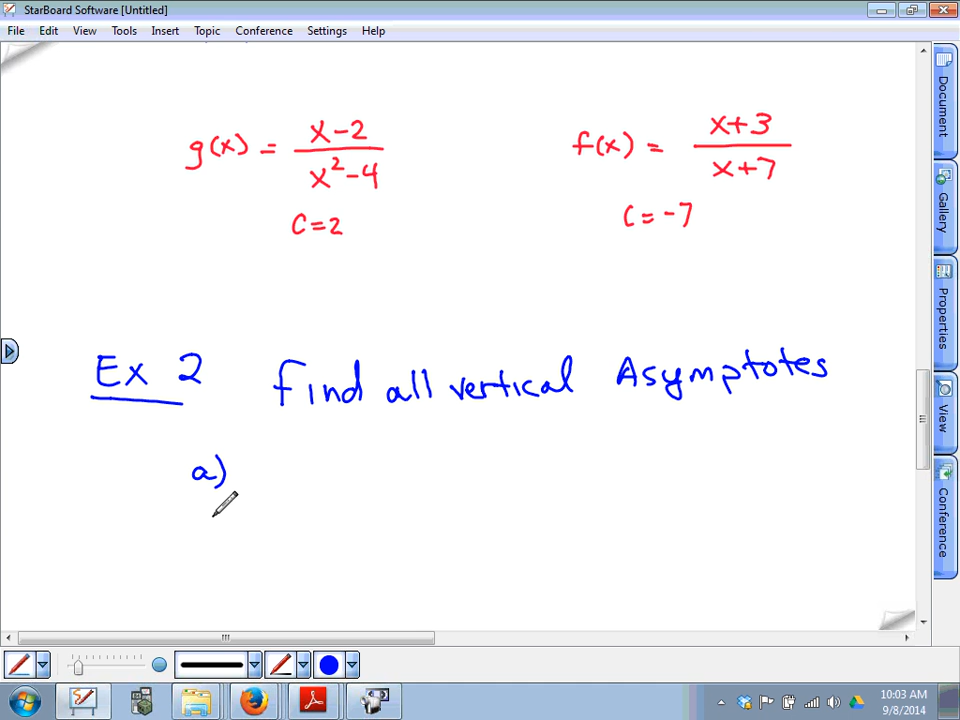 StarBoard Software [Untitled]
File Edit View Tools Insert Topic Conference Settings Help
g(x) = x-2 / x²-4
f(x) = x+3 / x+7
c=2
c=-7
Ex 2 Find all vertical Asymptotes
a)
Document
Gallery
Properties
View
Conference
10:03 AM
9/8/2014